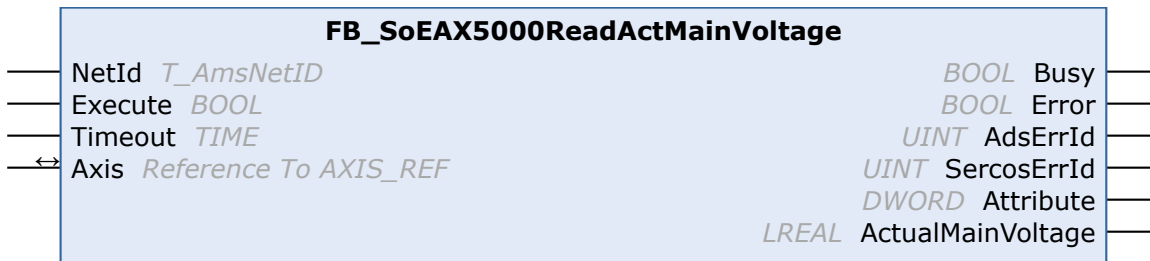 FB_SoEAX5000ReadActMainVoltage
NetId T_AmsNetID BOOL Busy
Execute BOOL BOOL Error
Timeout TIME UINT AdsErrId
↔ Axis Reference To AXIS_REF UINT SercosErrId
DWORD Attribute
LREAL ActualMainVoltage